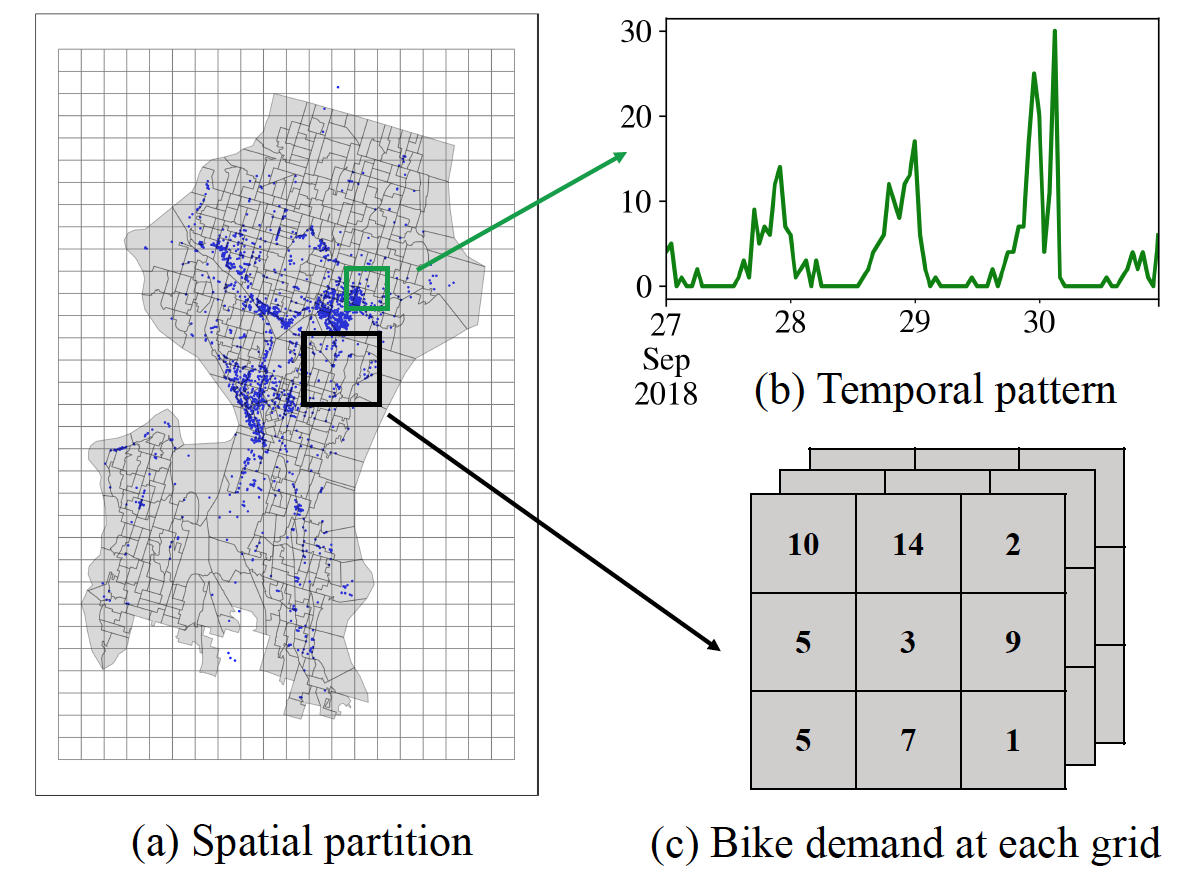 30
20
10
0
27
28
29
30
Sep
2018
(b) Temporal pattern
10 14 2
5 3 9
5 7 1
(a) Spatial partition
(c) Bike demand at each grid